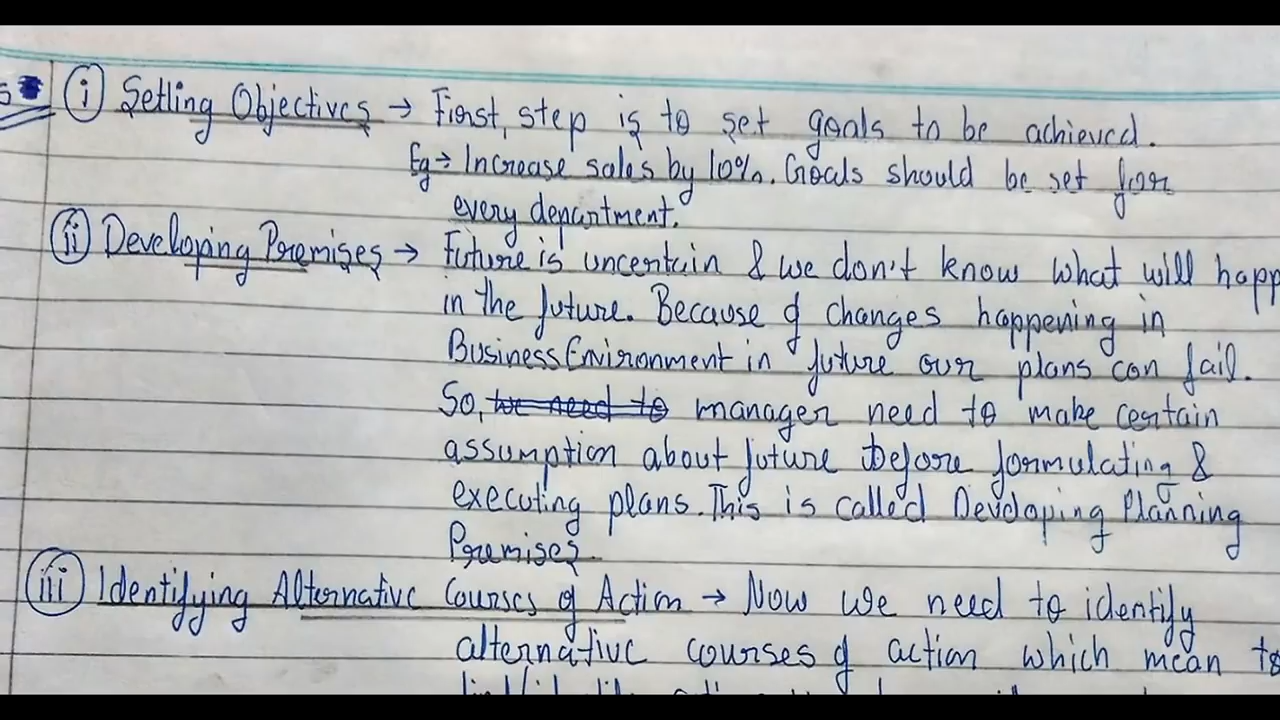 (i) Setting Objectives → First, step is to set goals to be achieved.
Eg → Increase sales by 10%. Goals should be set for
every department.
(ii) Developing Premises → Future is uncertain & we don't know what will happ
in the future. Because of changes happening in
Business Environment in future our plans can fail.
So, we need to manager need to make certain
assumption about future before formulating &
executing plans. This is called Developing Planning
Premises.
(iii) Identifying Alternative Courses of Action → Now we need to identify
alternative courses of action which mean to